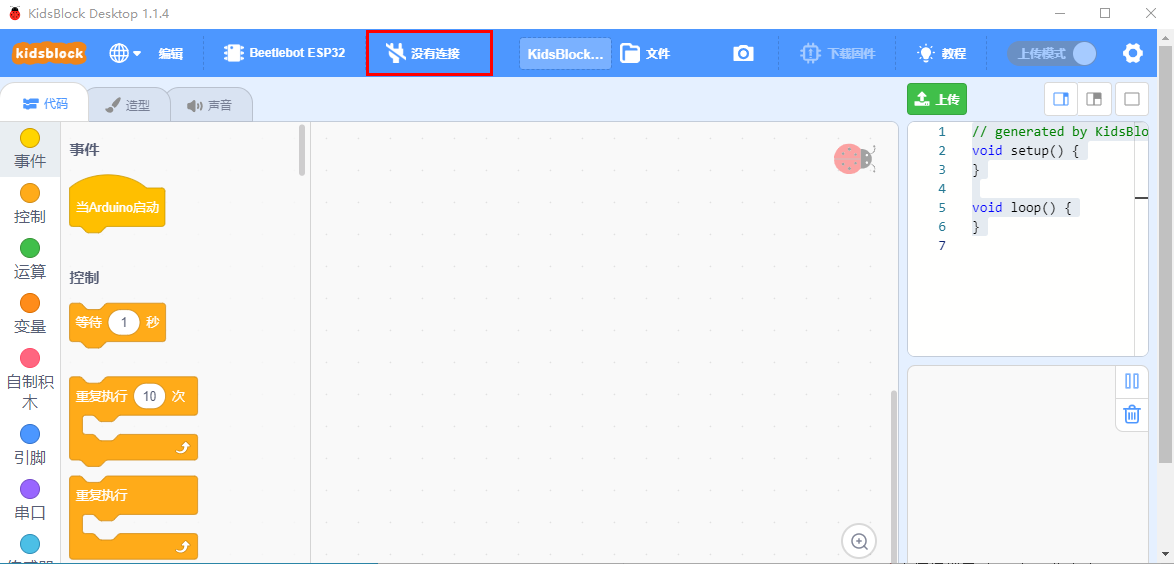 KidsBlock Desktop 1.1.4
kidsblock
编辑
Beetlebot ESP32
没有连接
KidsBlock...
文件
下载固件
教程
上传模式
代码
造型
声音
上传
事件
控制
运算
变量
自制积
木
引脚
串口
事件
当Arduino启动
控制
等待 1 秒
重复执行 10 次
重复执行
1 // generated by KidsBlo
2 void setup() {
3 }
4
5 void loop() {
6 }
7